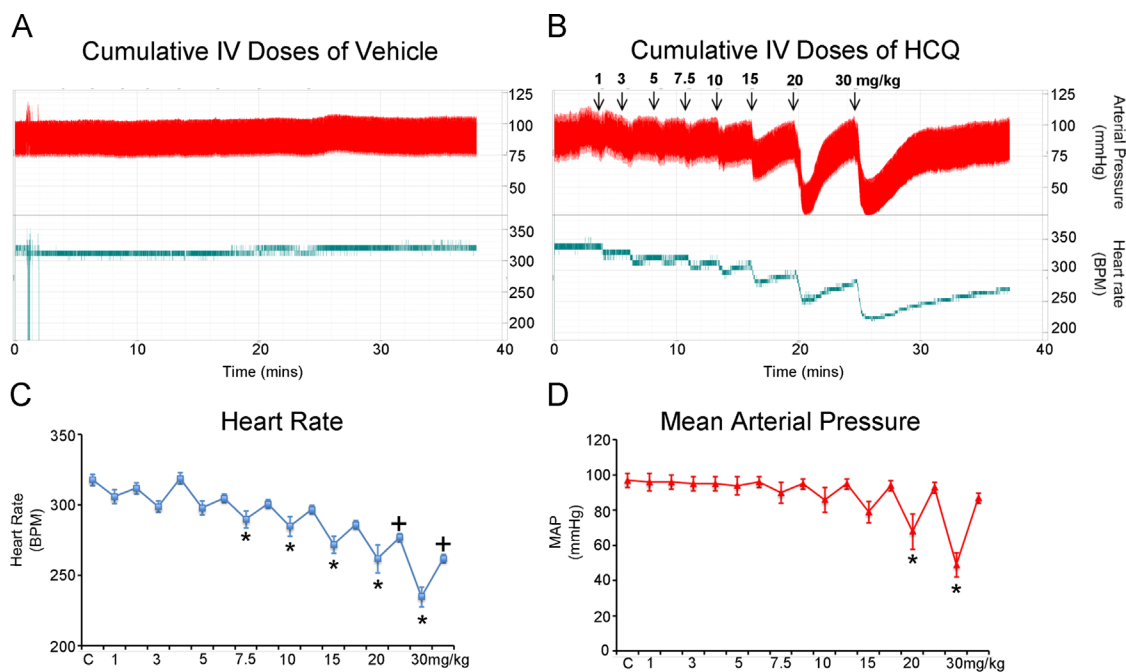 A
Cumulative IV Doses of Vehicle
125
100
75
50
350
300
250
200
0
10
20
30
40
Time (mins)
B
Cumulative IV Doses of HCQ
1 3 5 7.5 10 15 20 30 mg/kg
125
100
75
50
Arterial Pressure
(mmHg)
350
300
250
200
Heart rate
(BPM)
0
10
20
30
40
Time (mins)
C
Heart Rate
350
300
250
200
Heart Rate
(BPM)
* * * * + * +
C 1 3 5 7.5 10 15 20 30mg/kg
D
Mean Arterial Pressure
120
100
80
60
40
20
0
MAP
(mmHg)
* *
C 1 3 5 7.5 10 15 20 30mg/kg